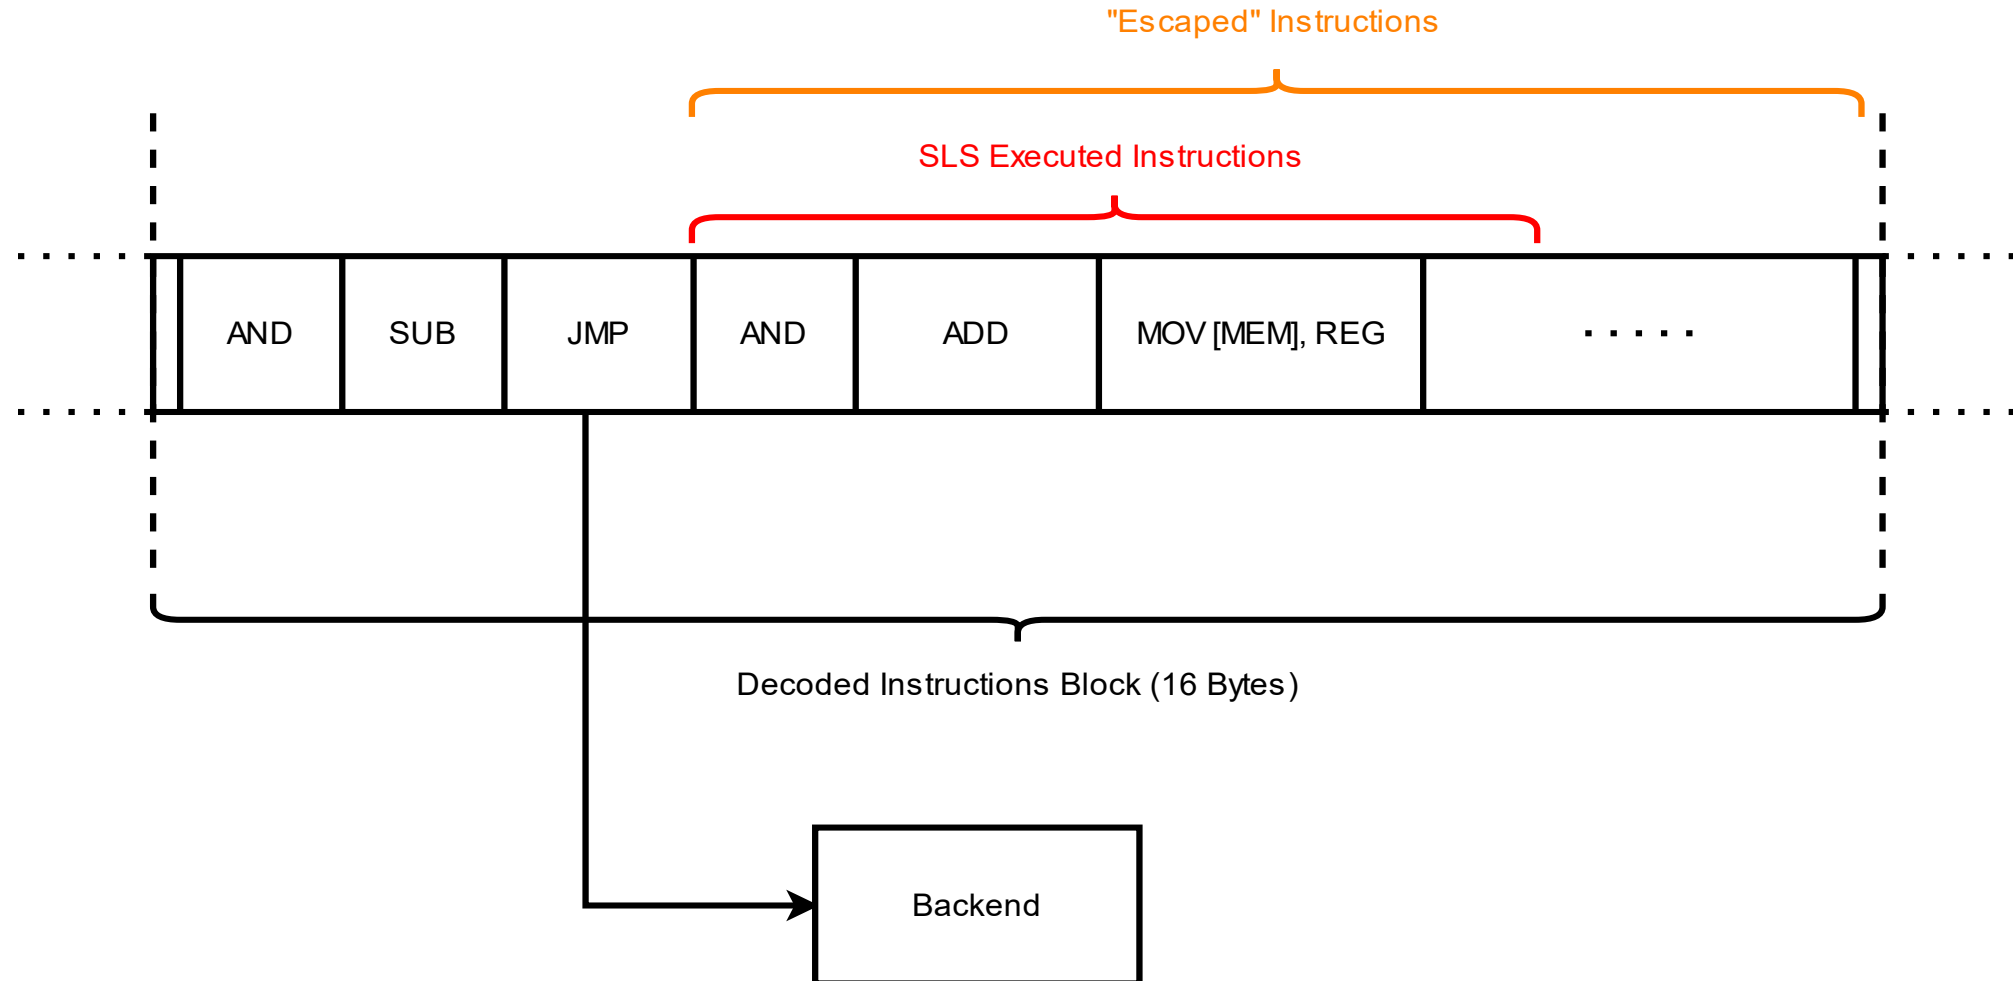 "Escaped" Instructions
SLS Executed Instructions
AND SUB JMP AND ADD MOV [MEM], REG .....
Decoded Instructions Block (16 Bytes)
Backend